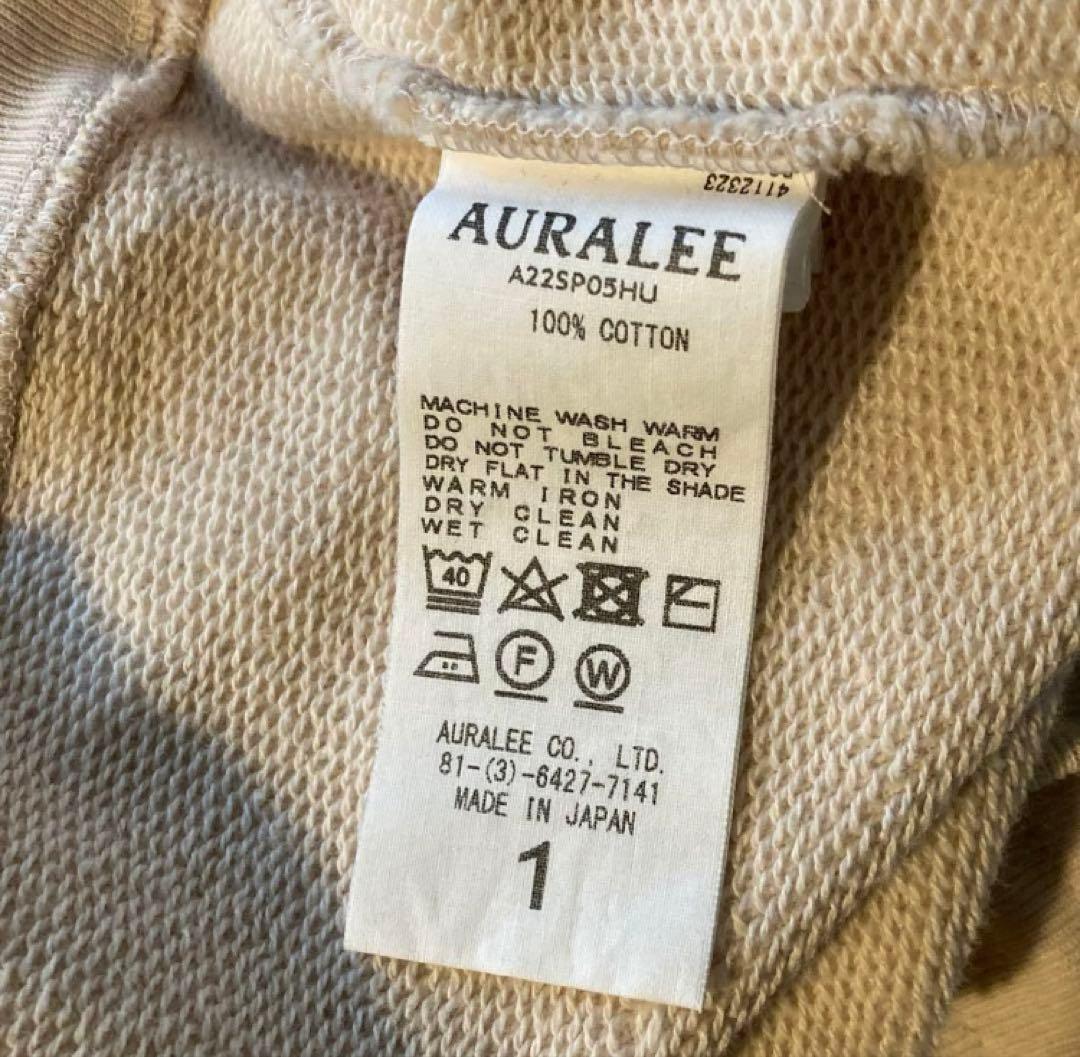 4112323
AURALEE
A22SP05HU
100% COTTON
MACHINE WASH WARM
DO NOT BLEACH
DO NOT TUMBLE DRY
DRY FLAT IN THE SHADE
WARM IRON
DRY CLEAN
WET CLEAN
40
F W
AURALEE CO., LTD.
81-(3)-6427-7141
MADE IN JAPAN
1